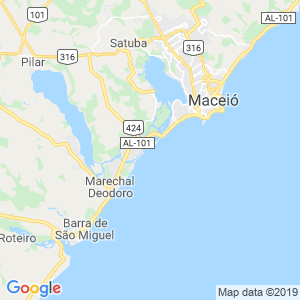 101
AL-101
Satuba
316
316
Pilar
Maceió
424
AL-101
Marechal
Deodoro
Barra de
São Miguel
Roteiro
Google
Map data ©2019